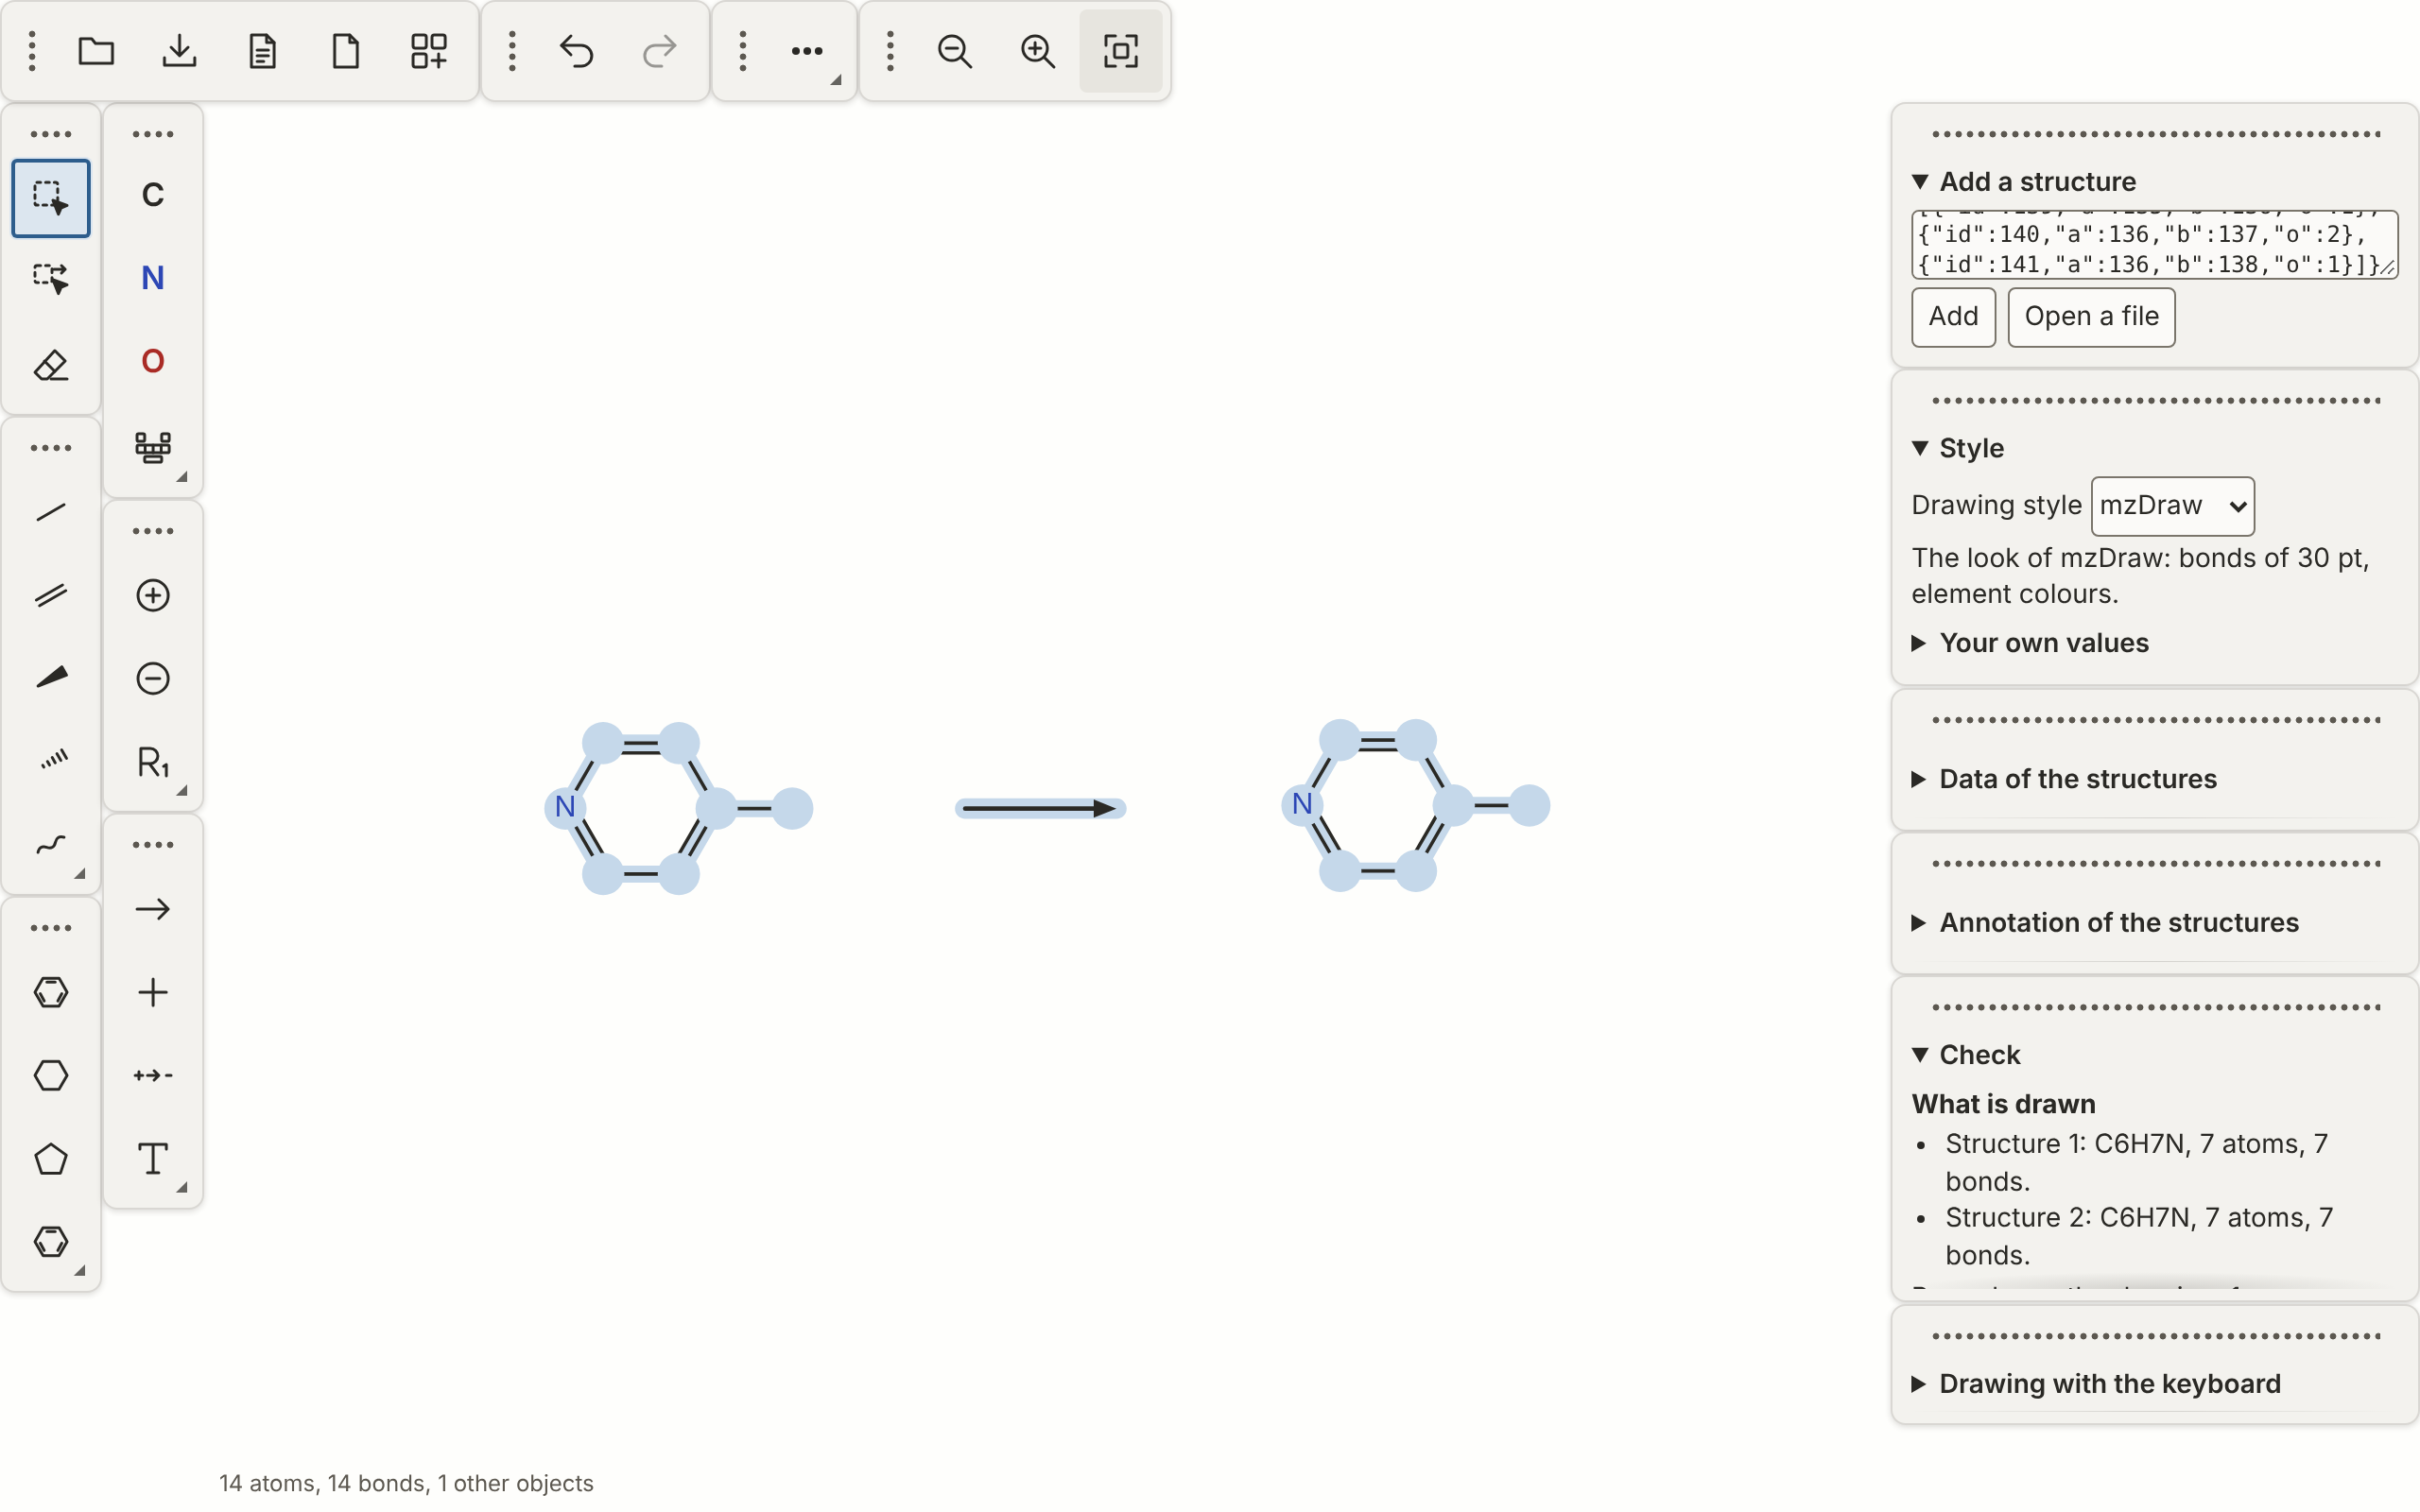 C
N
O
R1
T
Add a structure
{"id":140,"a":136,"b":137,"o":2},
{"id":141,"a":136,"b":138,"o":1}]}
Add
Open a file
Style
Drawing style
mzDraw
The look of mzDraw: bonds of 30 pt,
element colours.
Your own values
N
N
Data of the structures
Annotation of the structures
Check
What is drawn
• Structure 1: C6H7N, 7 atoms, 7
bonds.
• Structure 2: C6H7N, 7 atoms, 7
bonds.
Drawing with the keyboard
14 atoms, 14 bonds, 1 other objects